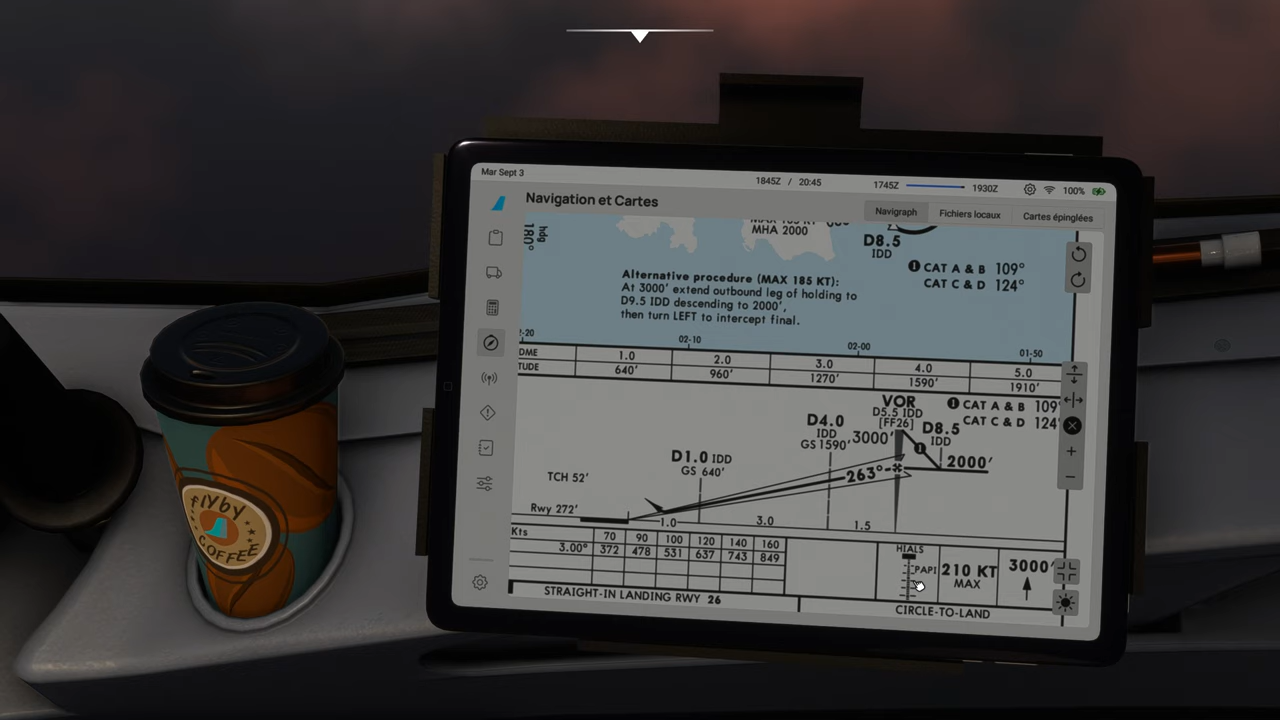 Mar Sept 3
1845Z / 20:45
1745Z
1930Z
100%
Navigation et Cartes
Navigraph
Fichiers locaux
Cartes épinglées
180°
hdg
MHA 2000
D8.5
IDD
CAT A & B 109°
CAT C & D 124°
Alternative procedure (MAX 185 KT):
At 3000' extend outbound leg of holding to
D9.5 IDD descending to 2000',
then turn LEFT to intercept final.
-20
02-10
02-00
01-50
DME 1.0 2.0 3.0 4.0 5.0
TUDE 640' 960' 1270' 1590' 1910'
VOR
D5.5 IDD
[FF26]
CAT A & B 109
CAT C & D 124
D4.0
IDD
GS 1590'
3000'
D8.5
IDD
D1.0 IDD
GS 640'
2000'
263°
TCH 52'
Rwy 272'
1.0
3.0
1.5
Kts 70 90 100 120 140 160
3.00° 372 478 531 637 743 849
HIALS
PAPI
210 KT
MAX
3000'
STRAIGHT-IN LANDING RWY 26
CIRCLE-TO-LAND
flyby
COFFEE